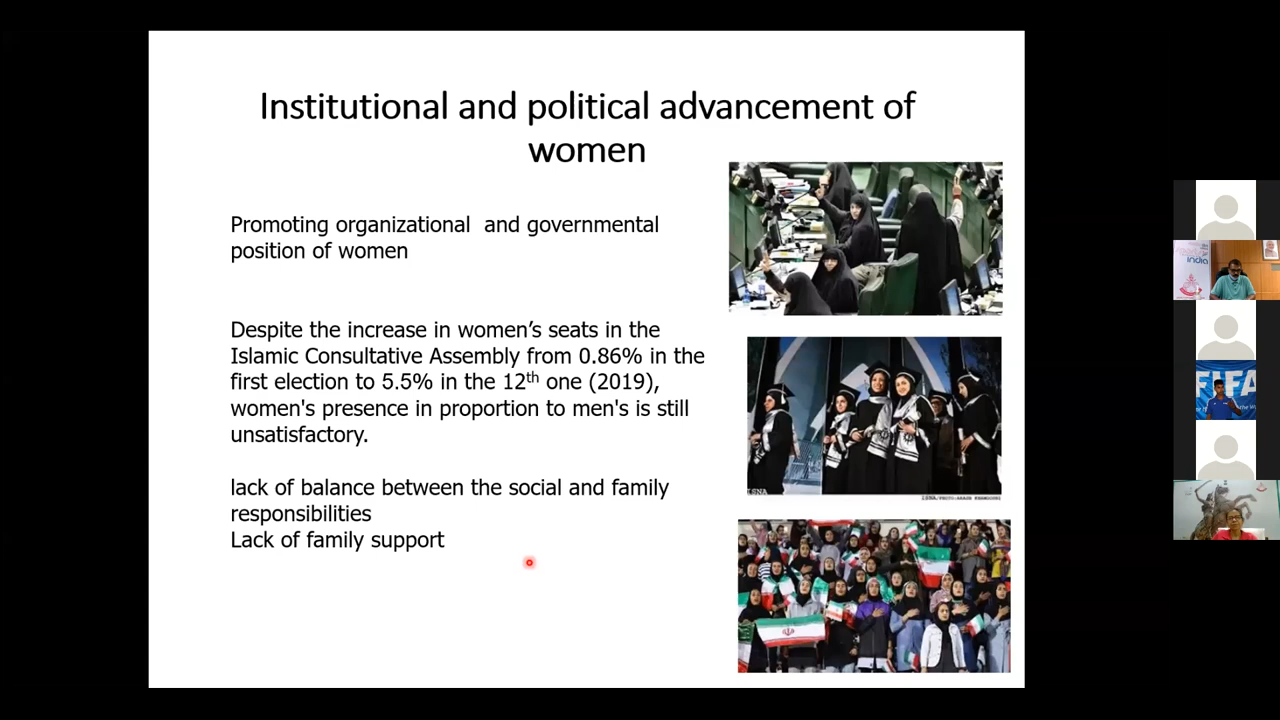 Institutional and political advancement of
women
Promoting organizational  and governmental
position of women
Despite the increase in women’s seats in the
Islamic Consultative Assembly from 0.86% in the
first election to 5.5% in the 12th one (2019),
women's presence in proportion to men's is still
unsatisfactory.
lack of balance between the social and family
responsibilities
Lack of family support
ISNA
india
FIFA